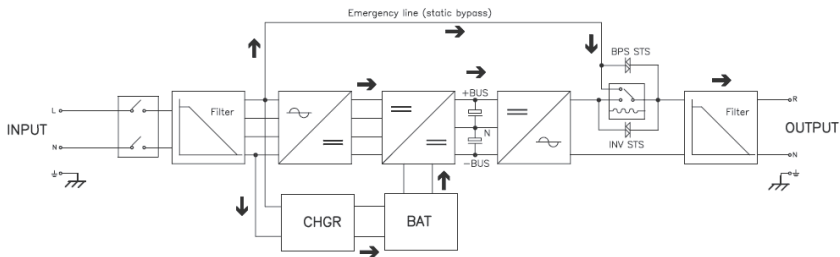 Emergency line (static bypass)
BPS STS
L
Filter
+BUS
Filter
R
INPUT
N
OUTPUT
N
-BUS
INV STS
N
CHGR
BAT